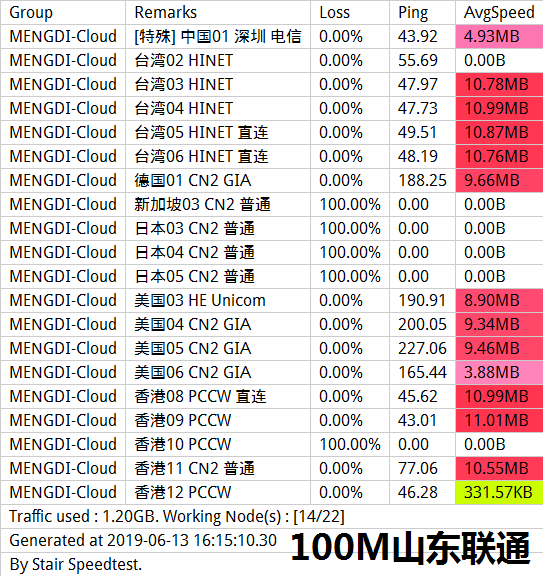 Group Remarks Loss Ping AvgSpeed
MENGDI-Cloud [特殊] 中国01 深圳 电信 0.00% 43.92 4.93MB
MENGDI-Cloud 台湾02 HINET 0.00% 55.69 0.00B
MENGDI-Cloud 台湾03 HINET 0.00% 47.97 10.78MB
MENGDI-Cloud 台湾04 HINET 0.00% 47.73 10.99MB
MENGDI-Cloud 台湾05 HINET 直连 0.00% 49.51 10.87MB
MENGDI-Cloud 台湾06 HINET 直连 0.00% 48.19 10.76MB
MENGDI-Cloud 德国01 CN2 GIA 0.00% 188.25 9.66MB
MENGDI-Cloud 新加坡03 CN2 普通 100.00% 0.00 0.00B
MENGDI-Cloud 日本03 CN2 普通 100.00% 0.00 0.00B
MENGDI-Cloud 日本04 CN2 普通 100.00% 0.00 0.00B
MENGDI-Cloud 日本05 CN2 普通 100.00% 0.00 0.00B
MENGDI-Cloud 美国03 HE Unicom 0.00% 190.91 8.90MB
MENGDI-Cloud 美国04 CN2 GIA 0.00% 200.05 9.34MB
MENGDI-Cloud 美国05 CN2 GIA 0.00% 227.06 9.46MB
MENGDI-Cloud 美国06 CN2 GIA 0.00% 165.44 3.88MB
MENGDI-Cloud 香港08 PCCW 直连 0.00% 45.62 10.99MB
MENGDI-Cloud 香港09 PCCW 0.00% 43.01 11.01MB
MENGDI-Cloud 香港10 PCCW 100.00% 0.00 0.00B
MENGDI-Cloud 香港11 CN2 普通 0.00% 77.06 10.55MB
MENGDI-Cloud 香港12 PCCW 0.00% 46.28 331.57KB
Traffic used : 1.20GB. Working Node(s) : [14/22]
Generated at 2019-06-13 16:15:10.30
100M山东联通
By Stair Speedtest.